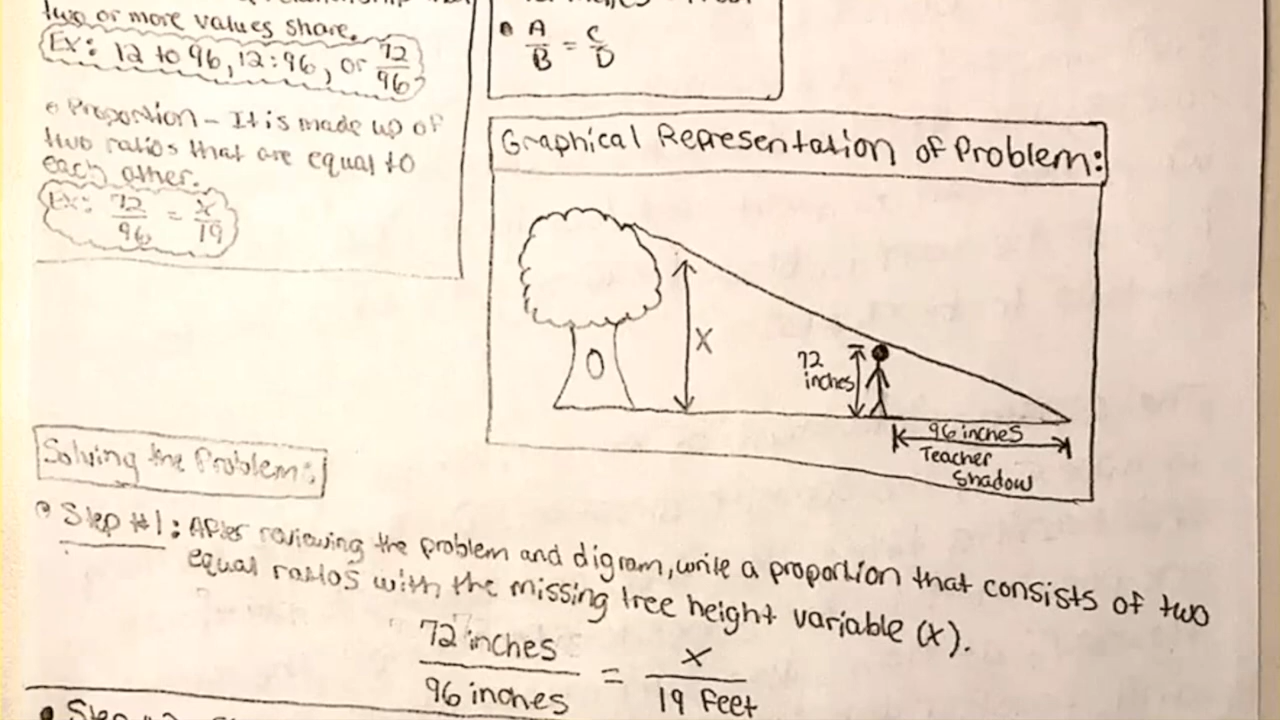 two or more values share.
Ex: 12 to 96, 12:96, or 72/96
• Proportion - It is made up of
two ratios that are equal to
each other.
Ex: 72/96 = x/19
• A/B = C/D
Graphical Representation of Problem:
X
72
inches
96 inches
Teacher
Shadow
Solving the Problem:
• Step #1: After reviewing the problem and digram, write a proportion that consists of two
equal ratios with the missing tree height variable (x).
72 inches/96 inches = x/19 Feet